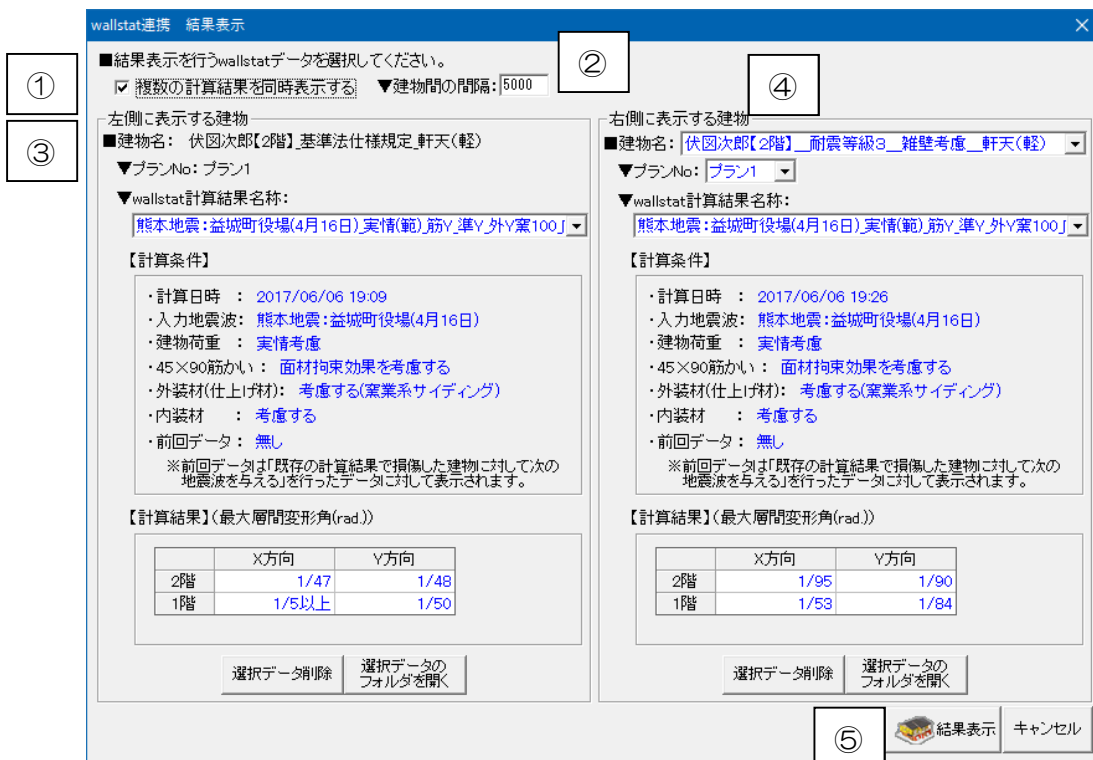 wallstat連携 結果表示
①
②
■結果表示を行うwallstatデータを選択してください。
複数の計算結果を同時表示する ▼建物間の間隔: 5000
③
④
左側に表示する建物
■建物名: 伏図次郎【2階】_基準法仕様規定_軒天(軽)
▼プランNo: プラン1
▼wallstat計算結果名称:
熊本地震:益城町役場(4月16日)_実情(範)_筋Y_準Y_外Y窯100_
【計算条件】
・計算日時 : 2017/06/06 19:09
・入力地震波: 熊本地震:益城町役場(4月16日)
・建物荷重 : 実情考慮
・45×90筋かい: 面材拘束効果を考慮する
・外装材(仕上げ材): 考慮する(窯業系サイディング)
・内装材 : 考慮する
・前回データ: 無し
※前回データは「既存の計算結果で損傷した建物に対して次の
地震波を与える」を行ったデータに対して表示されます。
【計算結果】(最大層間変形角(rad.))
X方向 Y方向
2階 1/47 1/48
1階 1/5以上 1/50
選択データ削除
選択データの
フォルダを開く
右側に表示する建物
■建物名: 伏図次郎【2階】__耐震等級3__雑壁考慮__軒天(軽)
▼プランNo: プラン1
▼wallstat計算結果名称:
熊本地震:益城町役場(4月16日)_実情(範)_筋Y_準Y_外Y窯100_
【計算条件】
・計算日時 : 2017/06/06 19:26
・入力地震波: 熊本地震:益城町役場(4月16日)
・建物荷重 : 実情考慮
・45×90筋かい: 面材拘束効果を考慮する
・外装材(仕上げ材): 考慮する(窯業系サイディング)
・内装材 : 考慮する
・前回データ: 無し
※前回データは「既存の計算結果で損傷した建物に対して次の
地震波を与える」を行ったデータに対して表示されます。
【計算結果】(最大層間変形角(rad.))
X方向 Y方向
2階 1/95 1/90
1階 1/53 1/84
選択データ削除
選択データの
フォルダを開く
⑤
結果表示
キャンセル